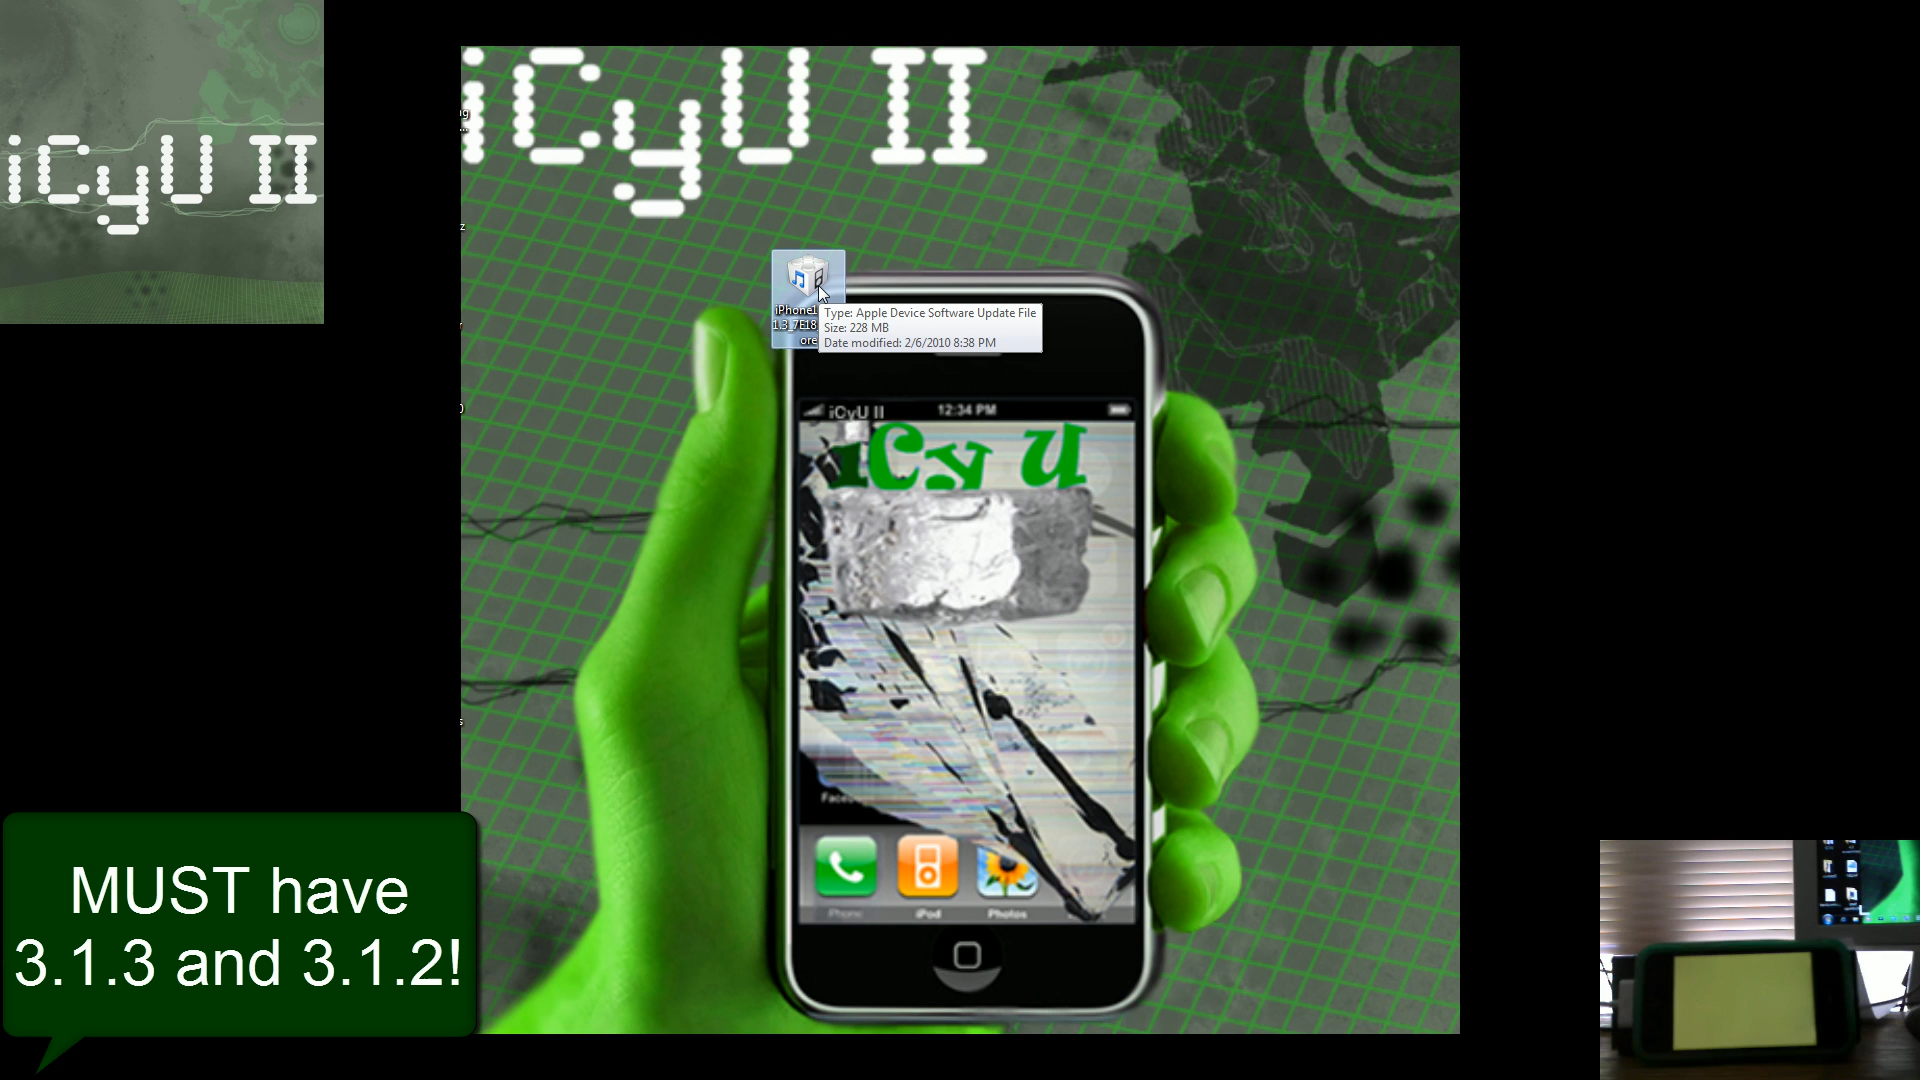 iCyU II
iCyU II
iPhone1
1.3_7E18
ore
Type: Apple Device Software Update File
Size: 228 MB
Date modified: 2/6/2010 8:38 PM
iCyU II
12:34 PM
iCy U
Phone
iPod
Photos
MUST have
3.1.3 and 3.1.2!